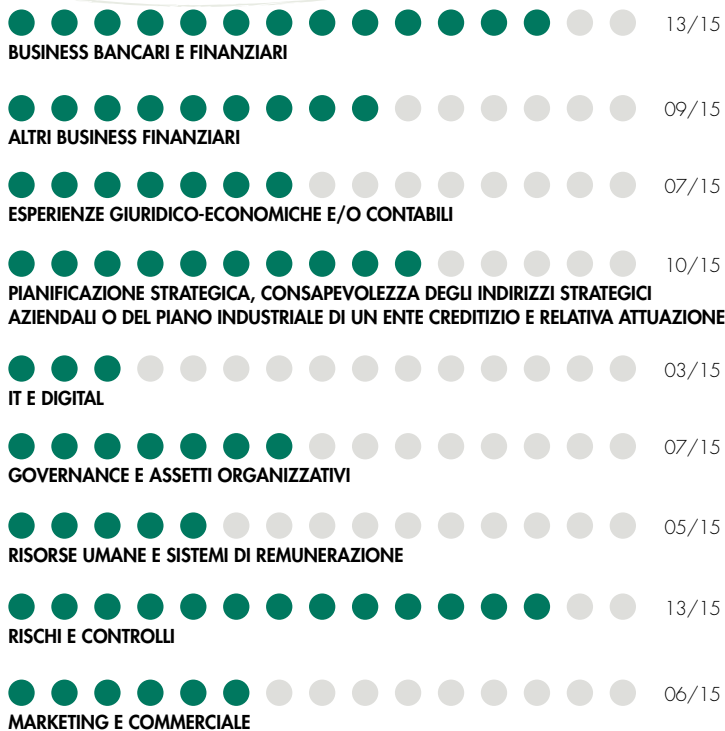 13/15
BUSINESS BANCARI E FINANZIARI
09/15
ALTRI BUSINESS FINANZIARI
07/15
ESPERIENZE GIURIDICO-ECONOMICHE E/O CONTABILI
10/15
PIANIFICAZIONE STRATEGICA, CONSAPEVOLEZZA DEGLI INDIRIZZI STRATEGICI
AZIENDALI O DEL PIANO INDUSTRIALE DI UN ENTE CREDITIZIO E RELATIVA ATTUAZIONE
03/15
IT E DIGITAL
07/15
GOVERNANCE E ASSETTI ORGANIZZATIVI
05/15
RISORSE UMANE E SISTEMI DI REMUNERAZIONE
13/15
RISCHI E CONTROLLI
06/15
MARKETING E COMMERCIALE